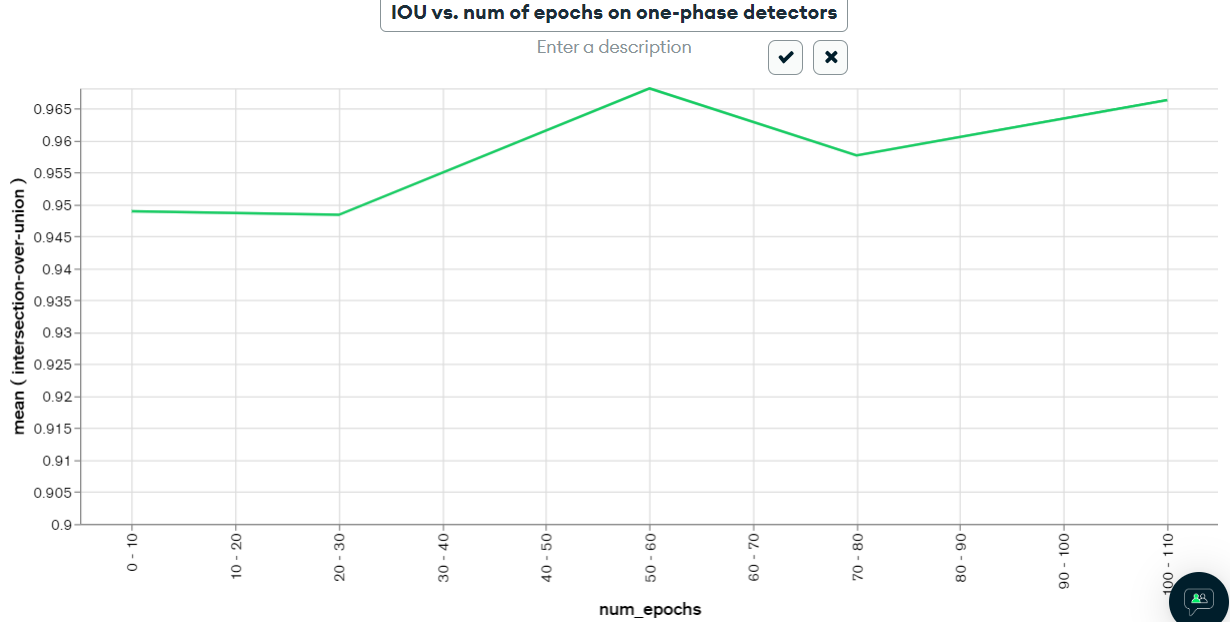 IOU vs. num of epochs on one-phase detectors
Enter a description
mean ( intersection-over-union )
0.965
0.96
0.955
0.95
0.945
0.94
0.935
0.93
0.925
0.92
0.915
0.91
0.905
0.9
0 - 10
10 - 20
20 - 30
30 - 40
40 - 50
50 - 60
60 - 70
70 - 80
80 - 90
90 - 100
100 - 110
num_epochs